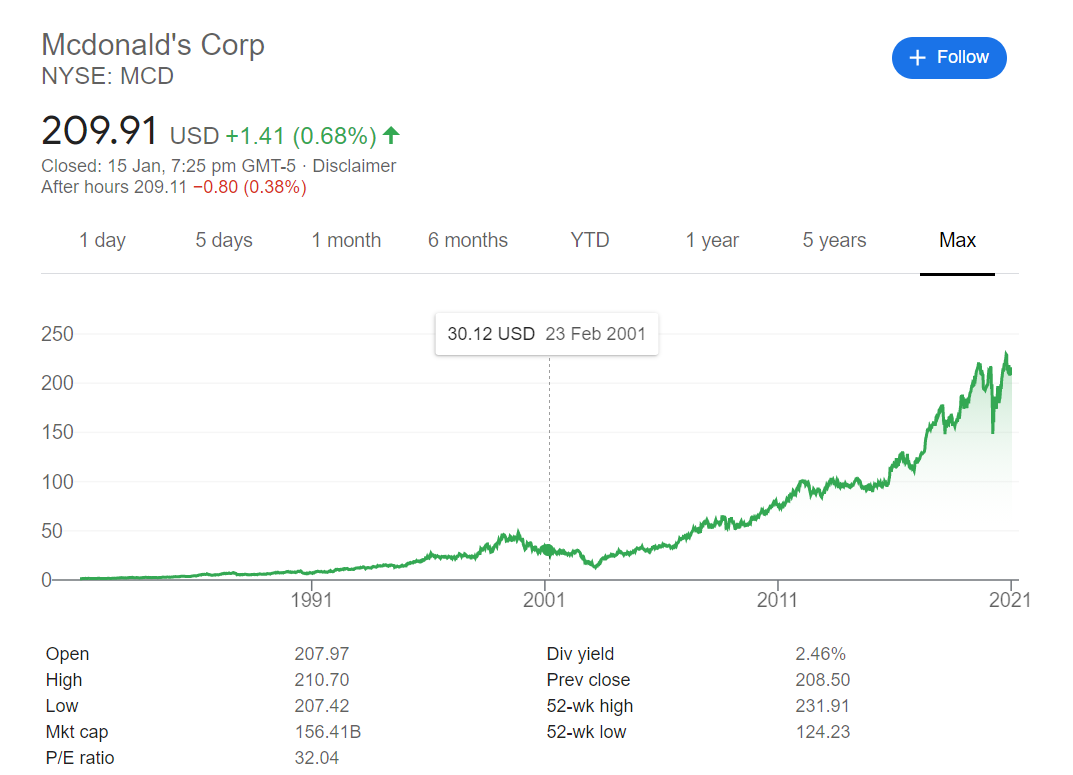 Mcdonald's Corp
NYSE: MCD
+ Follow
209.91 USD +1.41 (0.68%)
Closed: 15 Jan, 7:25 pm GMT-5 · Disclaimer
After hours 209.11 −0.80 (0.38%)
1 day 5 days 1 month 6 months YTD 1 year 5 years Max
30.12 USD 23 Feb 2001
250
200
150
100
50
0
1991 2001 2011 2021
Open 207.97 Div yield 2.46%
High 210.70 Prev close 208.50
Low 207.42 52-wk high 231.91
Mkt cap 156.41B 52-wk low 124.23
P/E ratio 32.04